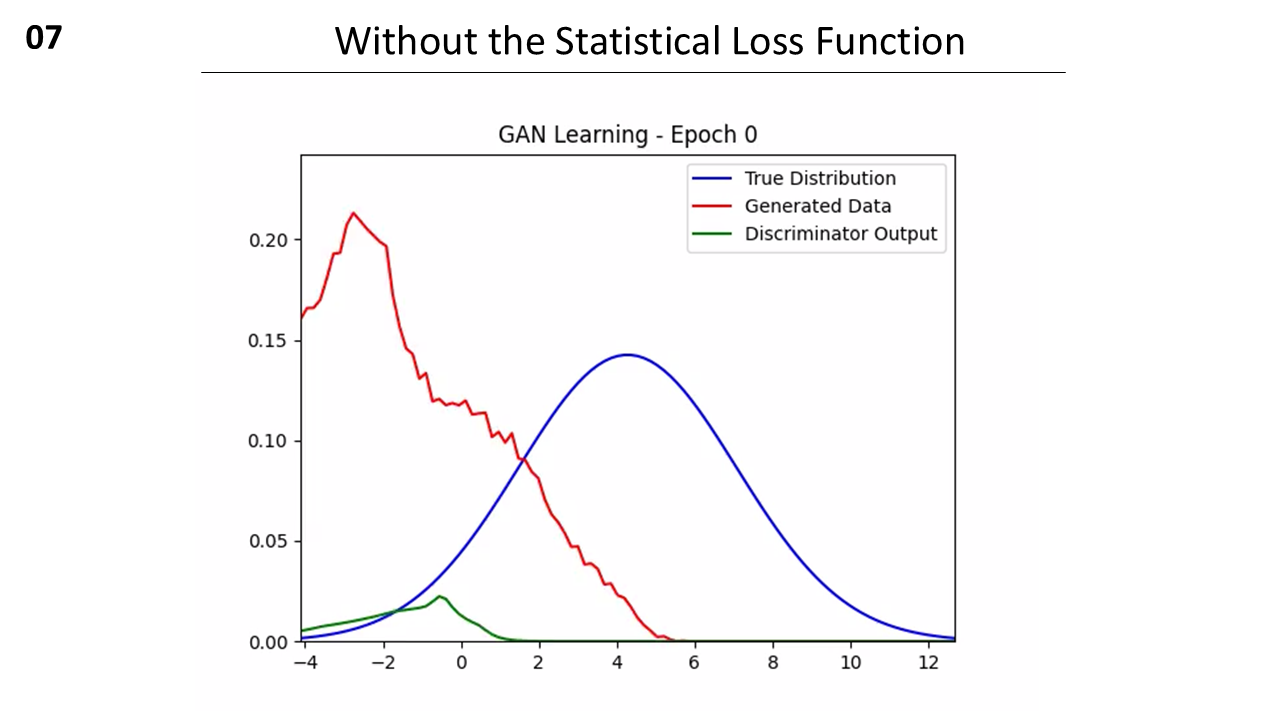 07
Without the Statistical Loss Function
GAN Learning - Epoch 0
True Distribution
Generated Data
Discriminator Output
0.20
0.15
0.10
0.05
0.00
−4 −2 0 2 4 6 8 10 12